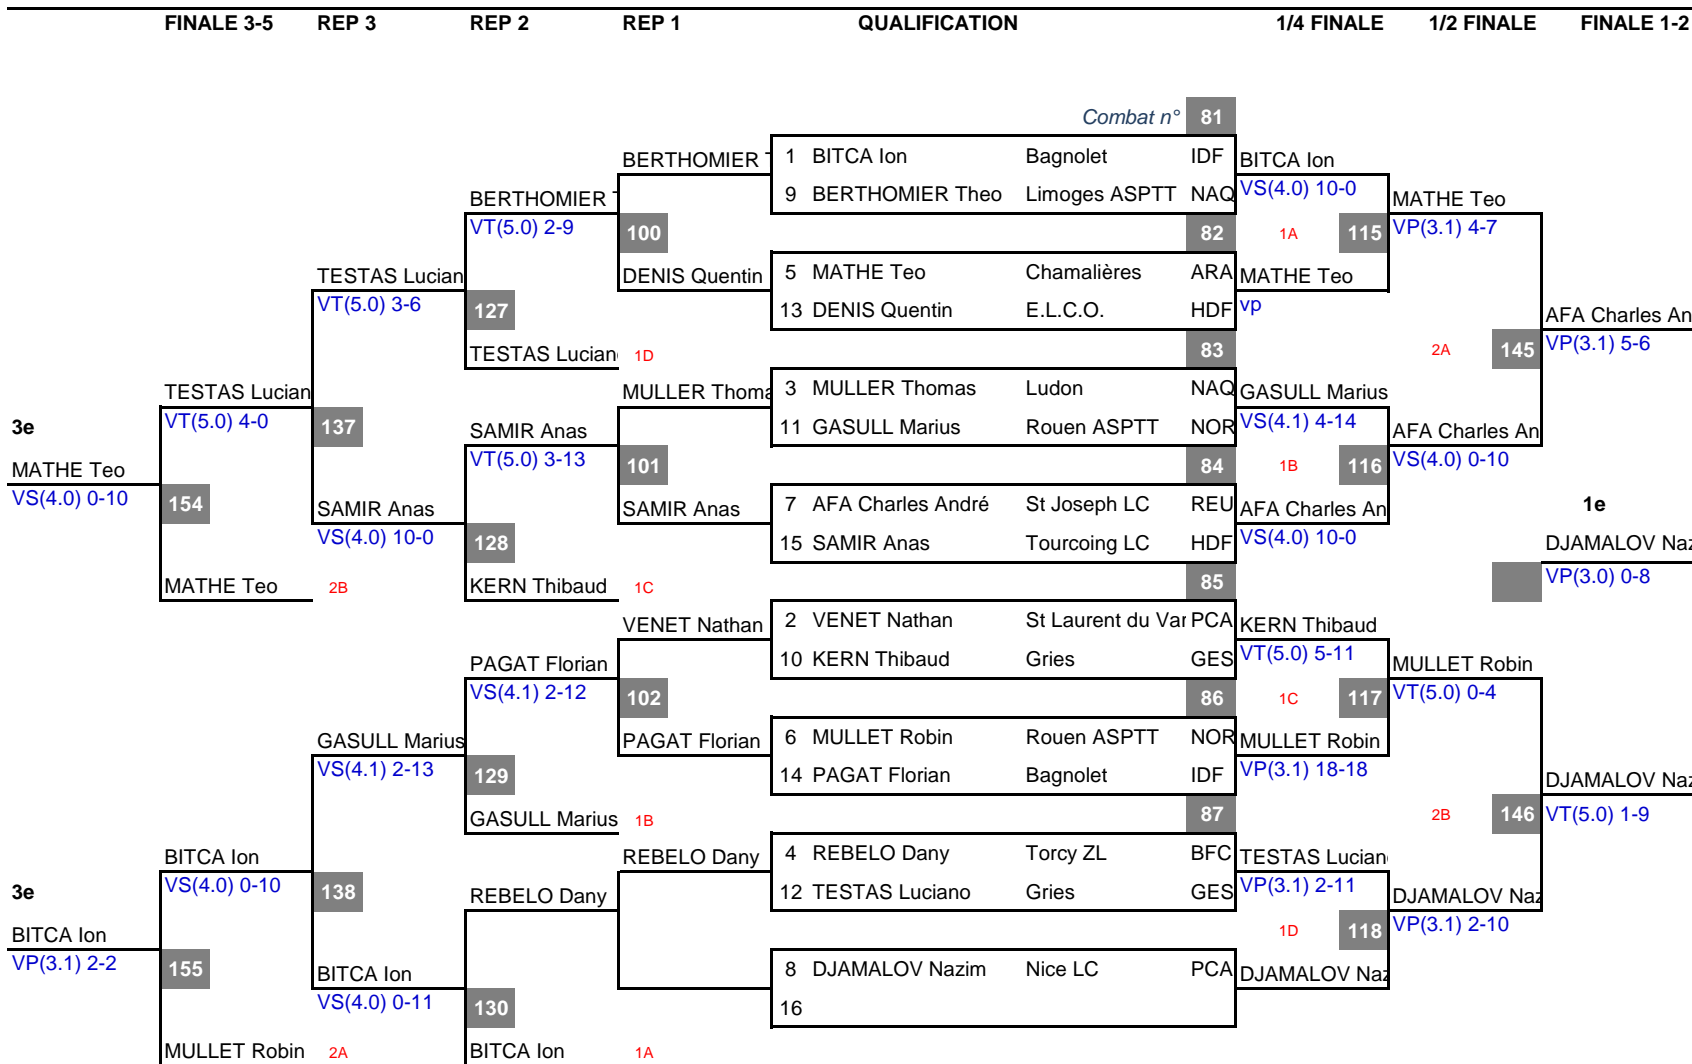 FINALE 3-5 REP 3 REP 2 REP 1 QUALIFICATION 1/4 FINALE 1/2 FINALE FINALE 1-2
Combat n° 81
BERTHOMIER T 1 BITCA Ion Bagnolet IDF BITCA Ion
BERTHOMIER T 9 BERTHOMIER Theo Limoges ASPTT NAQ VS(4.0) 10-0 MATHE Teo
VT(5.0) 2-9 100 82 1A 115 VP(3.1) 4-7
TESTAS Lucian DENIS Quentin 5 MATHE Teo Chamalières ARA MATHE Teo
VT(5.0) 3-6 127 13 DENIS Quentin E.L.C.O. HDF vp AFA Charles An
TESTAS Lucian 1D 83 2A 145 VP(3.1) 5-6
TESTAS Lucian MULLER Thoma 3 MULLER Thomas Ludon NAQ GASULL Marius
3e VT(5.0) 4-0 137 SAMIR Anas 11 GASULL Marius Rouen ASPTT NOR VS(4.1) 4-14 AFA Charles An
MATHE Teo VT(5.0) 3-13 101 84 1B 116 VS(4.0) 0-10
VS(4.0) 0-10 154 SAMIR Anas SAMIR Anas 7 AFA Charles André St Joseph LC REU AFA Charles An 1e
VS(4.0) 10-0 128 15 SAMIR Anas Tourcoing LC HDF VS(4.0) 10-0 DJAMALOV Naz
MATHE Teo 2B KERN Thibaud 1C 85 VP(3.0) 0-8
VENET Nathan 2 VENET Nathan St Laurent du Var PCA KERN Thibaud
PAGAT Florian 10 KERN Thibaud Gries GES VT(5.0) 5-11 MULLET Robin
VS(4.1) 2-12 102 86 1C 117 VT(5.0) 0-4
GASULL Marius PAGAT Florian 6 MULLET Robin Rouen ASPTT NOR MULLET Robin
VS(4.1) 2-13 129 14 PAGAT Florian Bagnolet IDF VP(3.1) 18-18 DJAMALOV Naz
GASULL Marius 1B 87 2B 146 VT(5.0) 1-9
BITCA Ion REBELO Dany 4 REBELO Dany Torcy ZL BFC TESTAS Lucian
3e VS(4.0) 0-10 138 REBELO Dany 12 TESTAS Luciano Gries GES VP(3.1) 2-11 DJAMALOV Naz
BITCA Ion 1D 118 VP(3.1) 2-10
VP(3.1) 2-2 155 BITCA Ion 8 DJAMALOV Nazim Nice LC PCA DJAMALOV Naz
VS(4.0) 0-11 130 16
MULLET Robin 2A BITCA Ion 1A